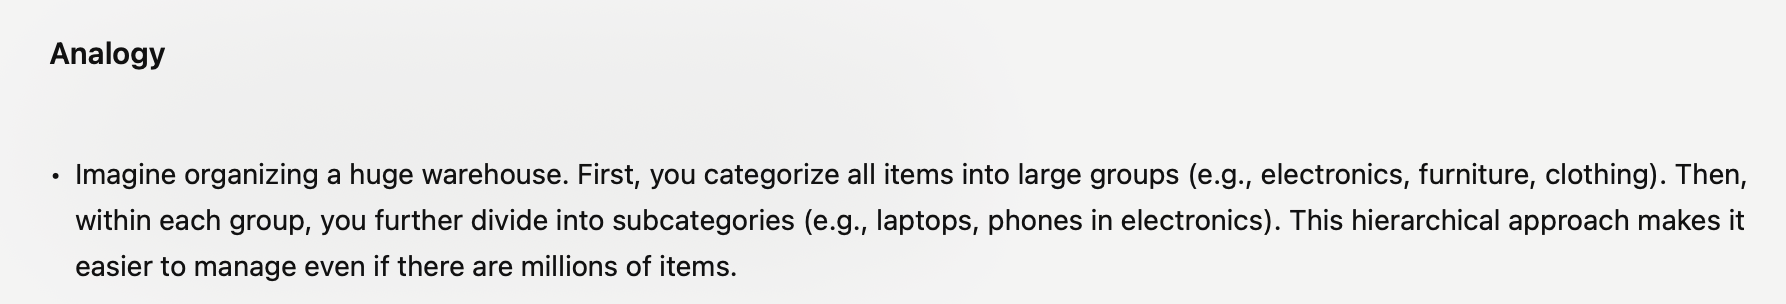 Analogy
• Imagine organizing a huge warehouse. First, you categorize all items into large groups (e.g., electronics, furniture, clothing). Then,
within each group, you further divide into subcategories (e.g., laptops, phones in electronics). This hierarchical approach makes it
easier to manage even if there are millions of items.